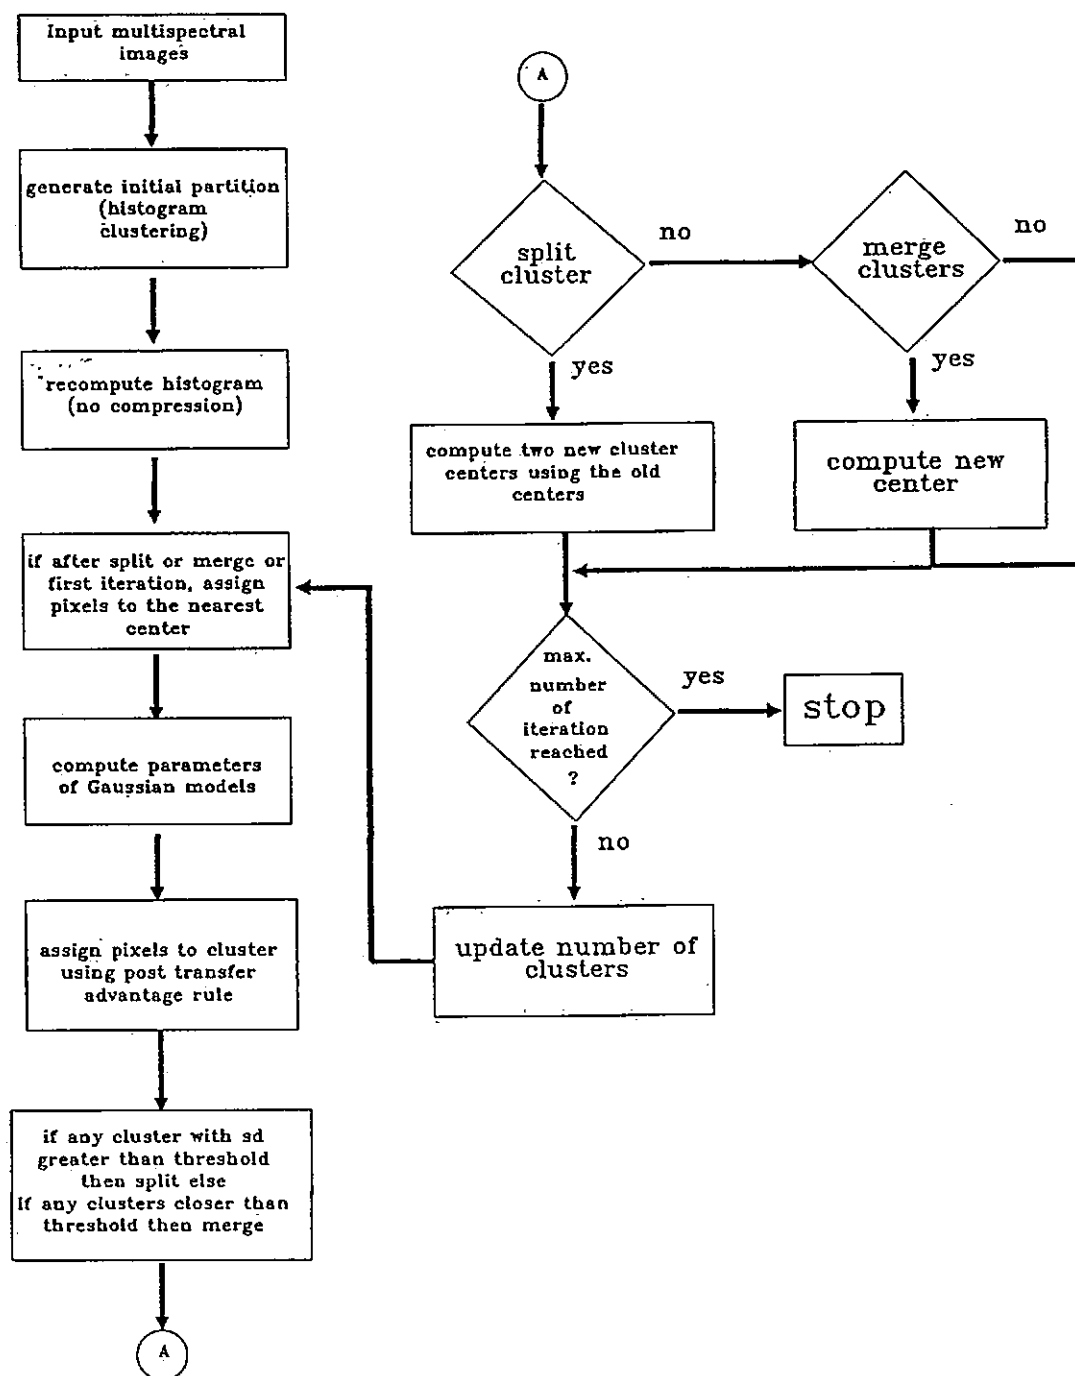 Input multispectral
images
generate initial partition
(histogram
clustering)
recompute histogram
(no compression)
if after split or merge or
first iteration, assign
pixels to the nearest
center
compute parameters
of Gaussian models
assign pixels to cluster
using post transfer
advantage rule
if any cluster with sd
greater than threshold
then split else
If any clusters closer than
threshold then merge
A
A
split
cluster
no
merge
clusters
no
yes
yes
compute two new cluster
centers using the old
centers
compute new
center
max.
number
of
iteration
reached
?
yes
stop
no
update number of
clusters